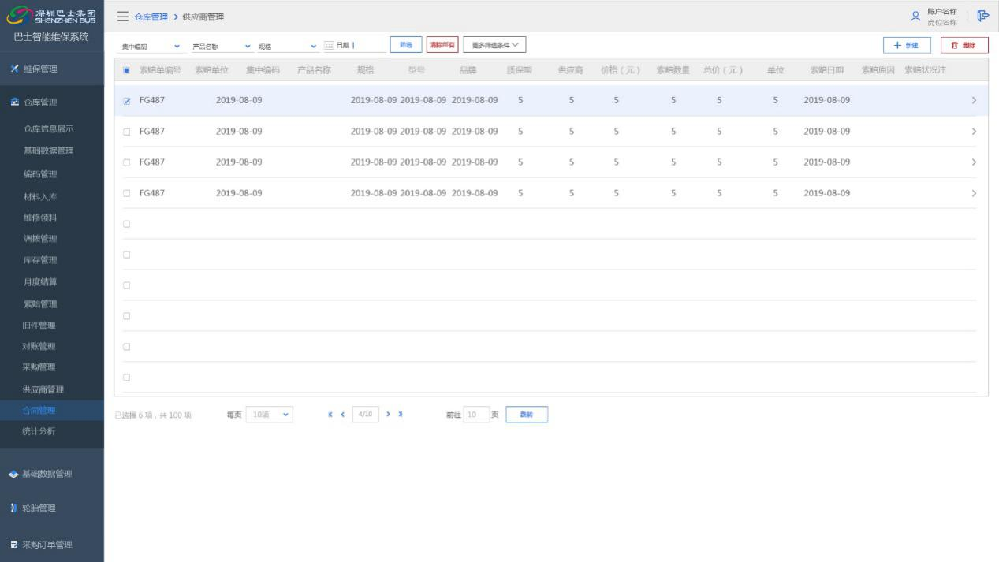 深圳巴士集团
SHENZHEN BUS
巴士智能维保系统
仓库管理 > 供应商管理
账户名称
岗位名称
集中编码 产品名称 规格 日期 筛选 清除所有 更多筛选条件 新建 删除
维保管理
仓库管理
仓库信息展示
基础数据管理
编码管理
材料入库
维修领料
调拨管理
库存管理
月度结算
索赔管理
旧件管理
对账管理
采购管理
供应商管理
合同管理
统计分析
基础数据管理
轮胎管理
采购订单管理
索赔单编号 索赔单位 集中编码 产品名称 规格 型号 品牌 质保期 供应商 价格（元） 索赔数量 总价（元） 单位 索赔日期 索赔原因 索赔状况注
FG487 2019-08-09 2019-08-09 2019-08-09 2019-08-09 5 5 5 5 5 5 2019-08-09
FG487 2019-08-09 2019-08-09 2019-08-09 2019-08-09 5 5 5 5 5 5 2019-08-09
FG487 2019-08-09 2019-08-09 2019-08-09 2019-08-09 5 5 5 5 5 5 2019-08-09
FG487 2019-08-09 2019-08-09 2019-08-09 2019-08-09 5 5 5 5 5 5 2019-08-09
已选择 6 项，共 100 项 每页 10项 4/10 前往 10 页 跳转